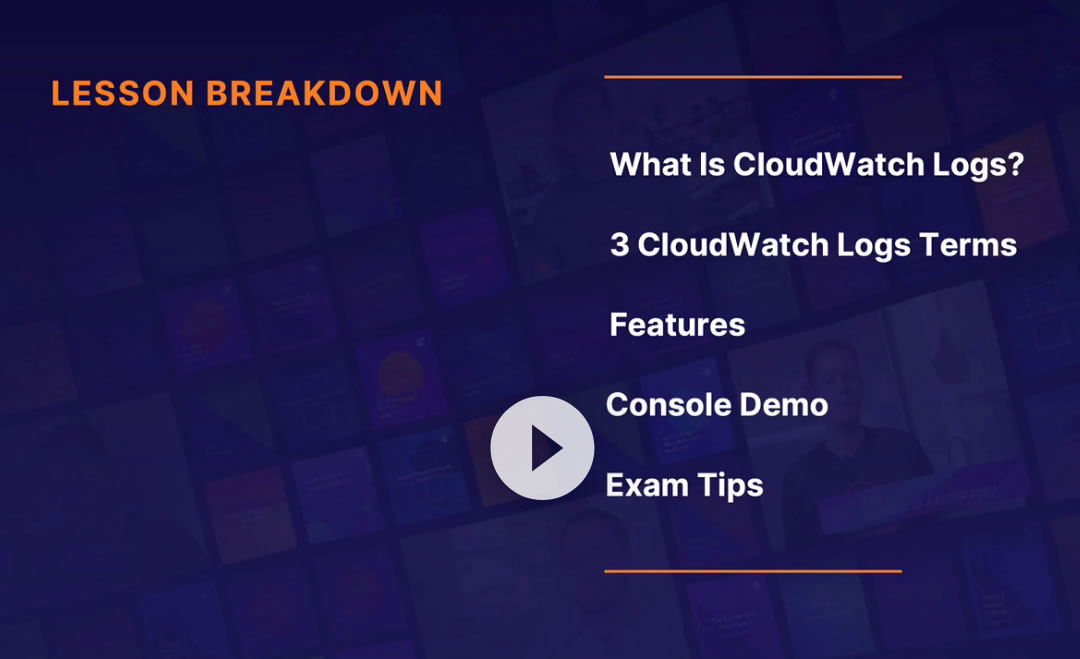 LESSON BREAKDOWN
What Is CloudWatch Logs?
3 CloudWatch Logs Terms
Features
Console Demo
Exam Tips